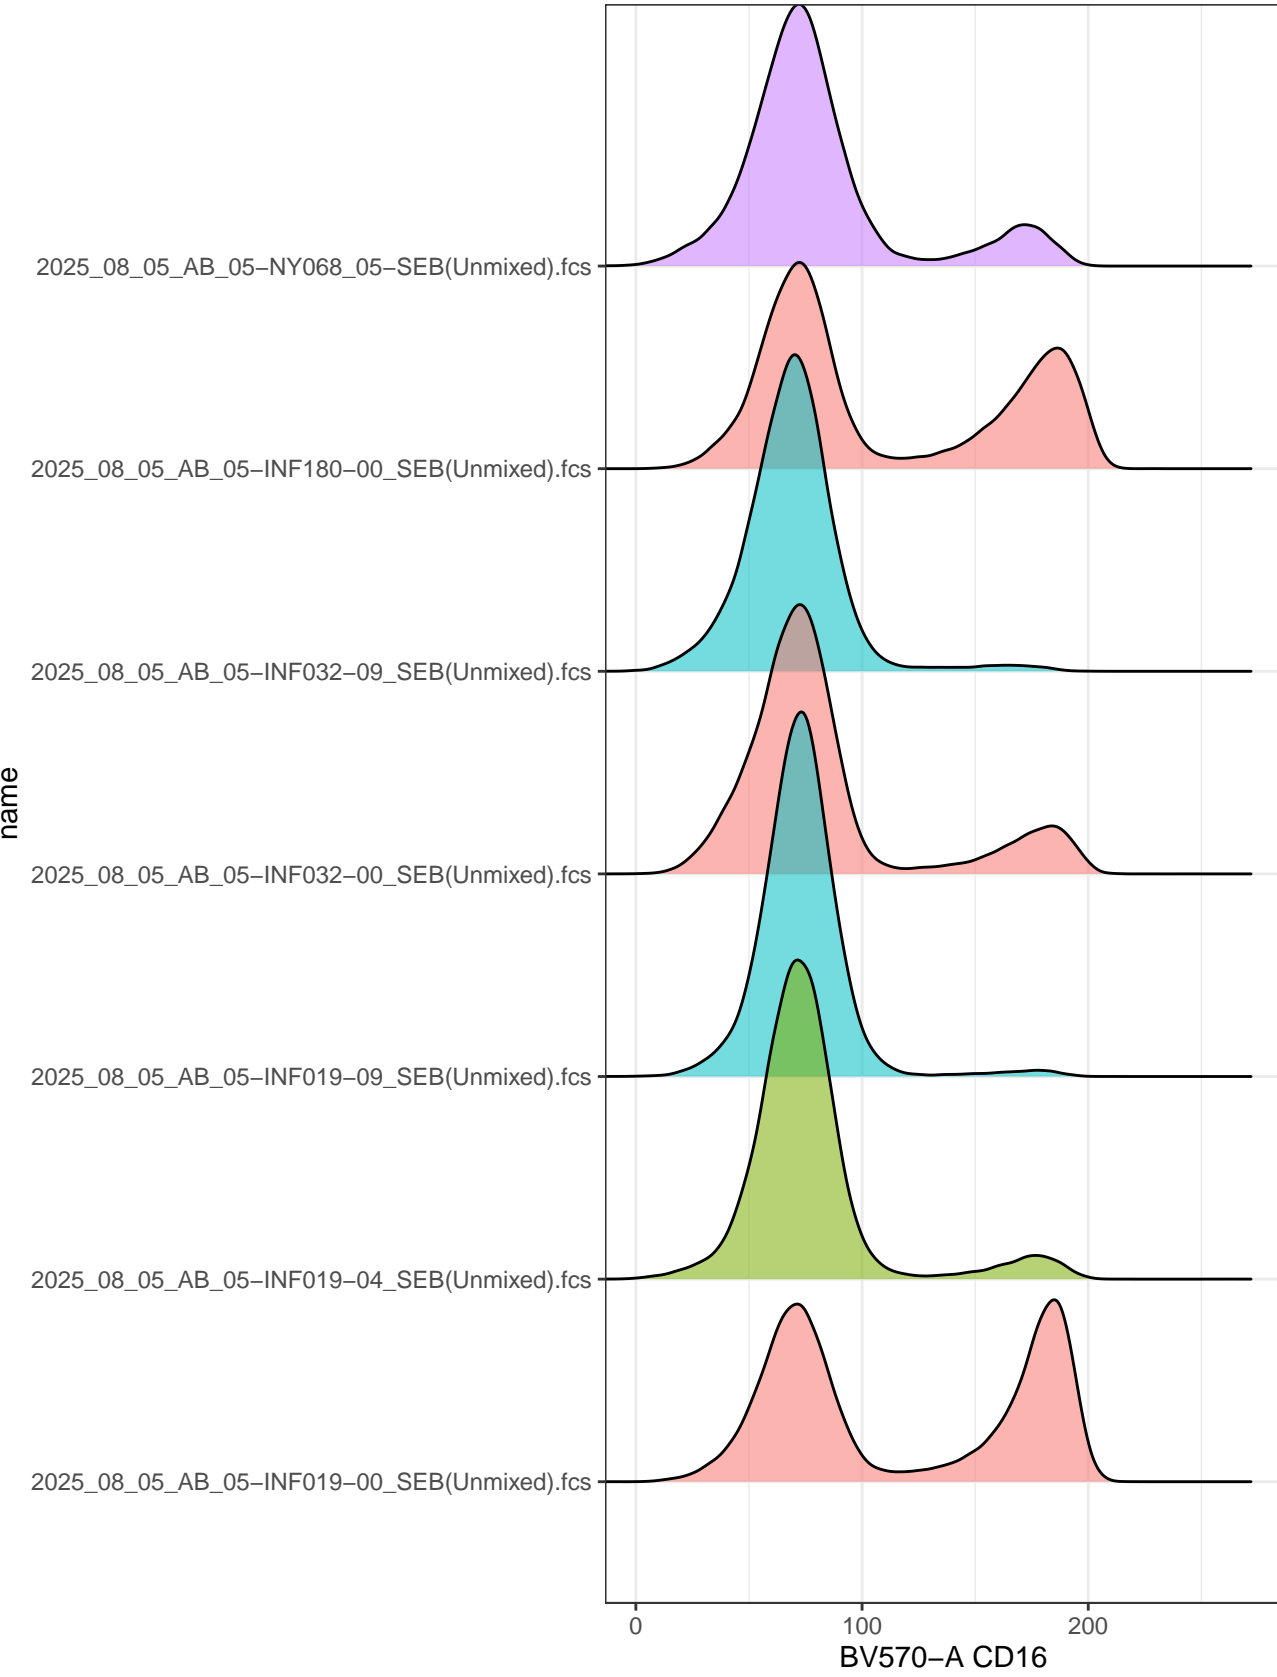 2025_08_05_AB_05−NY068_05−SEB(Unmixed).fcs
2025_08_05_AB_05−INF180−00_SEB(Unmixed).fcs
2025_08_05_AB_05−INF032−09_SEB(Unmixed).fcs
name
2025_08_05_AB_05−INF032−00_SEB(Unmixed).fcs
2025_08_05_AB_05−INF019−09_SEB(Unmixed).fcs
2025_08_05_AB_05−INF019−04_SEB(Unmixed).fcs
2025_08_05_AB_05−INF019−00_SEB(Unmixed).fcs
0 100 200
BV570−A CD16